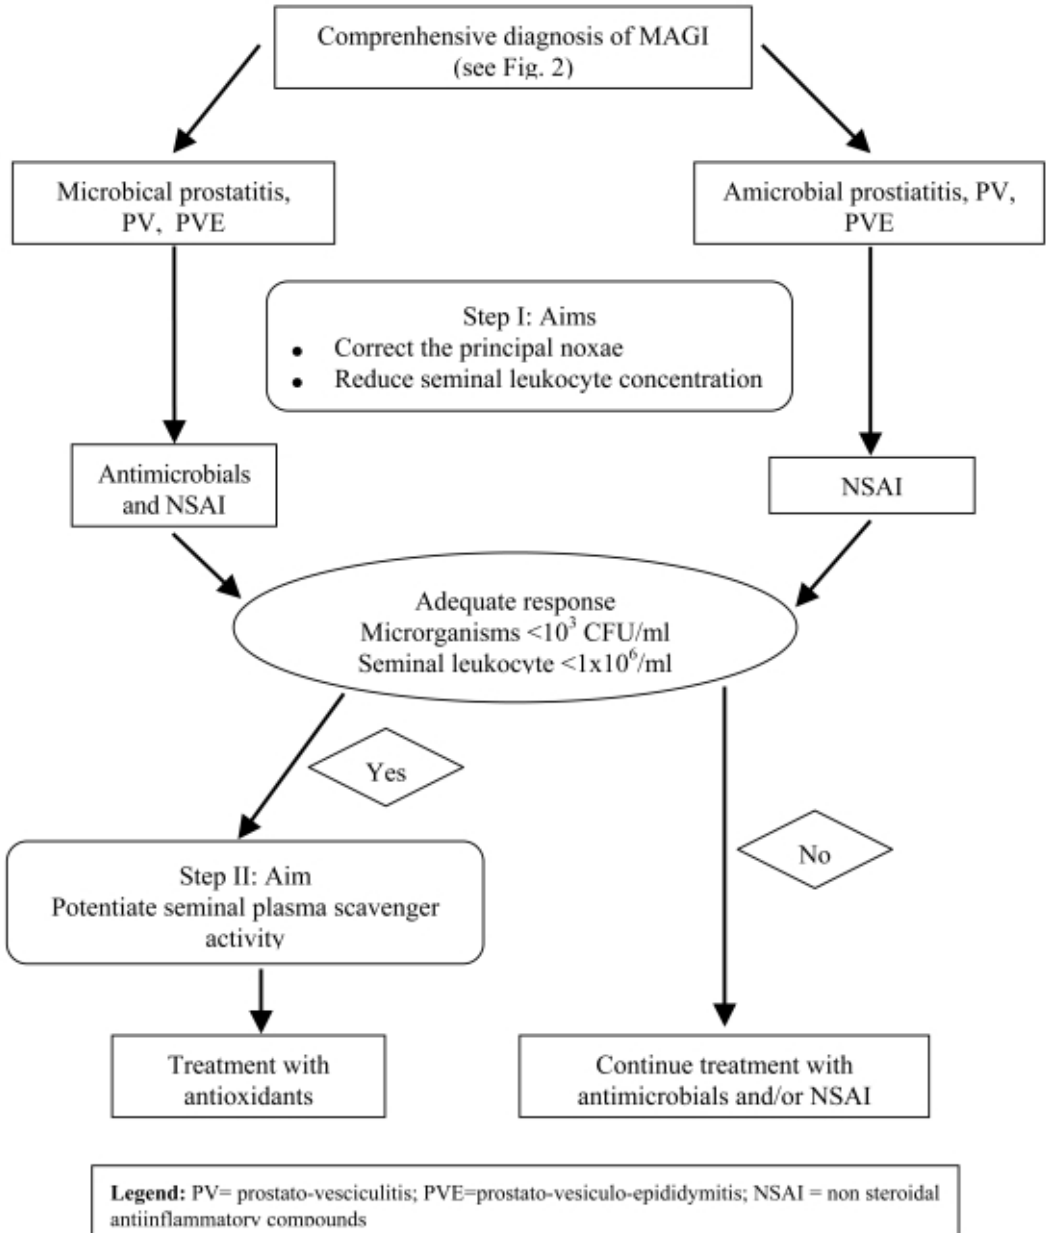 Comprenhensive diagnosis of MAGI
(see Fig. 2)
Microbical prostatitis,
PV, PVE
Amicrobial prostiatitis, PV,
PVE
Step I: Aims
• Correct the principal noxae
• Reduce seminal leukocyte concentration
Antimicrobials
and NSAI
NSAI
Adequate response
Microrganisms <10³ CFU/ml
Seminal leukocyte <1x10⁶/ml
Yes
No
Step II: Aim
Potentiate seminal plasma scavenger
activity
Treatment with
antioxidants
Continue treatment with
antimicrobials and/or NSAI
Legend: PV= prostato-vesciculitis; PVE=prostato-vesiculo-epididymitis; NSAI = non steroidal
antiinflammatory compounds